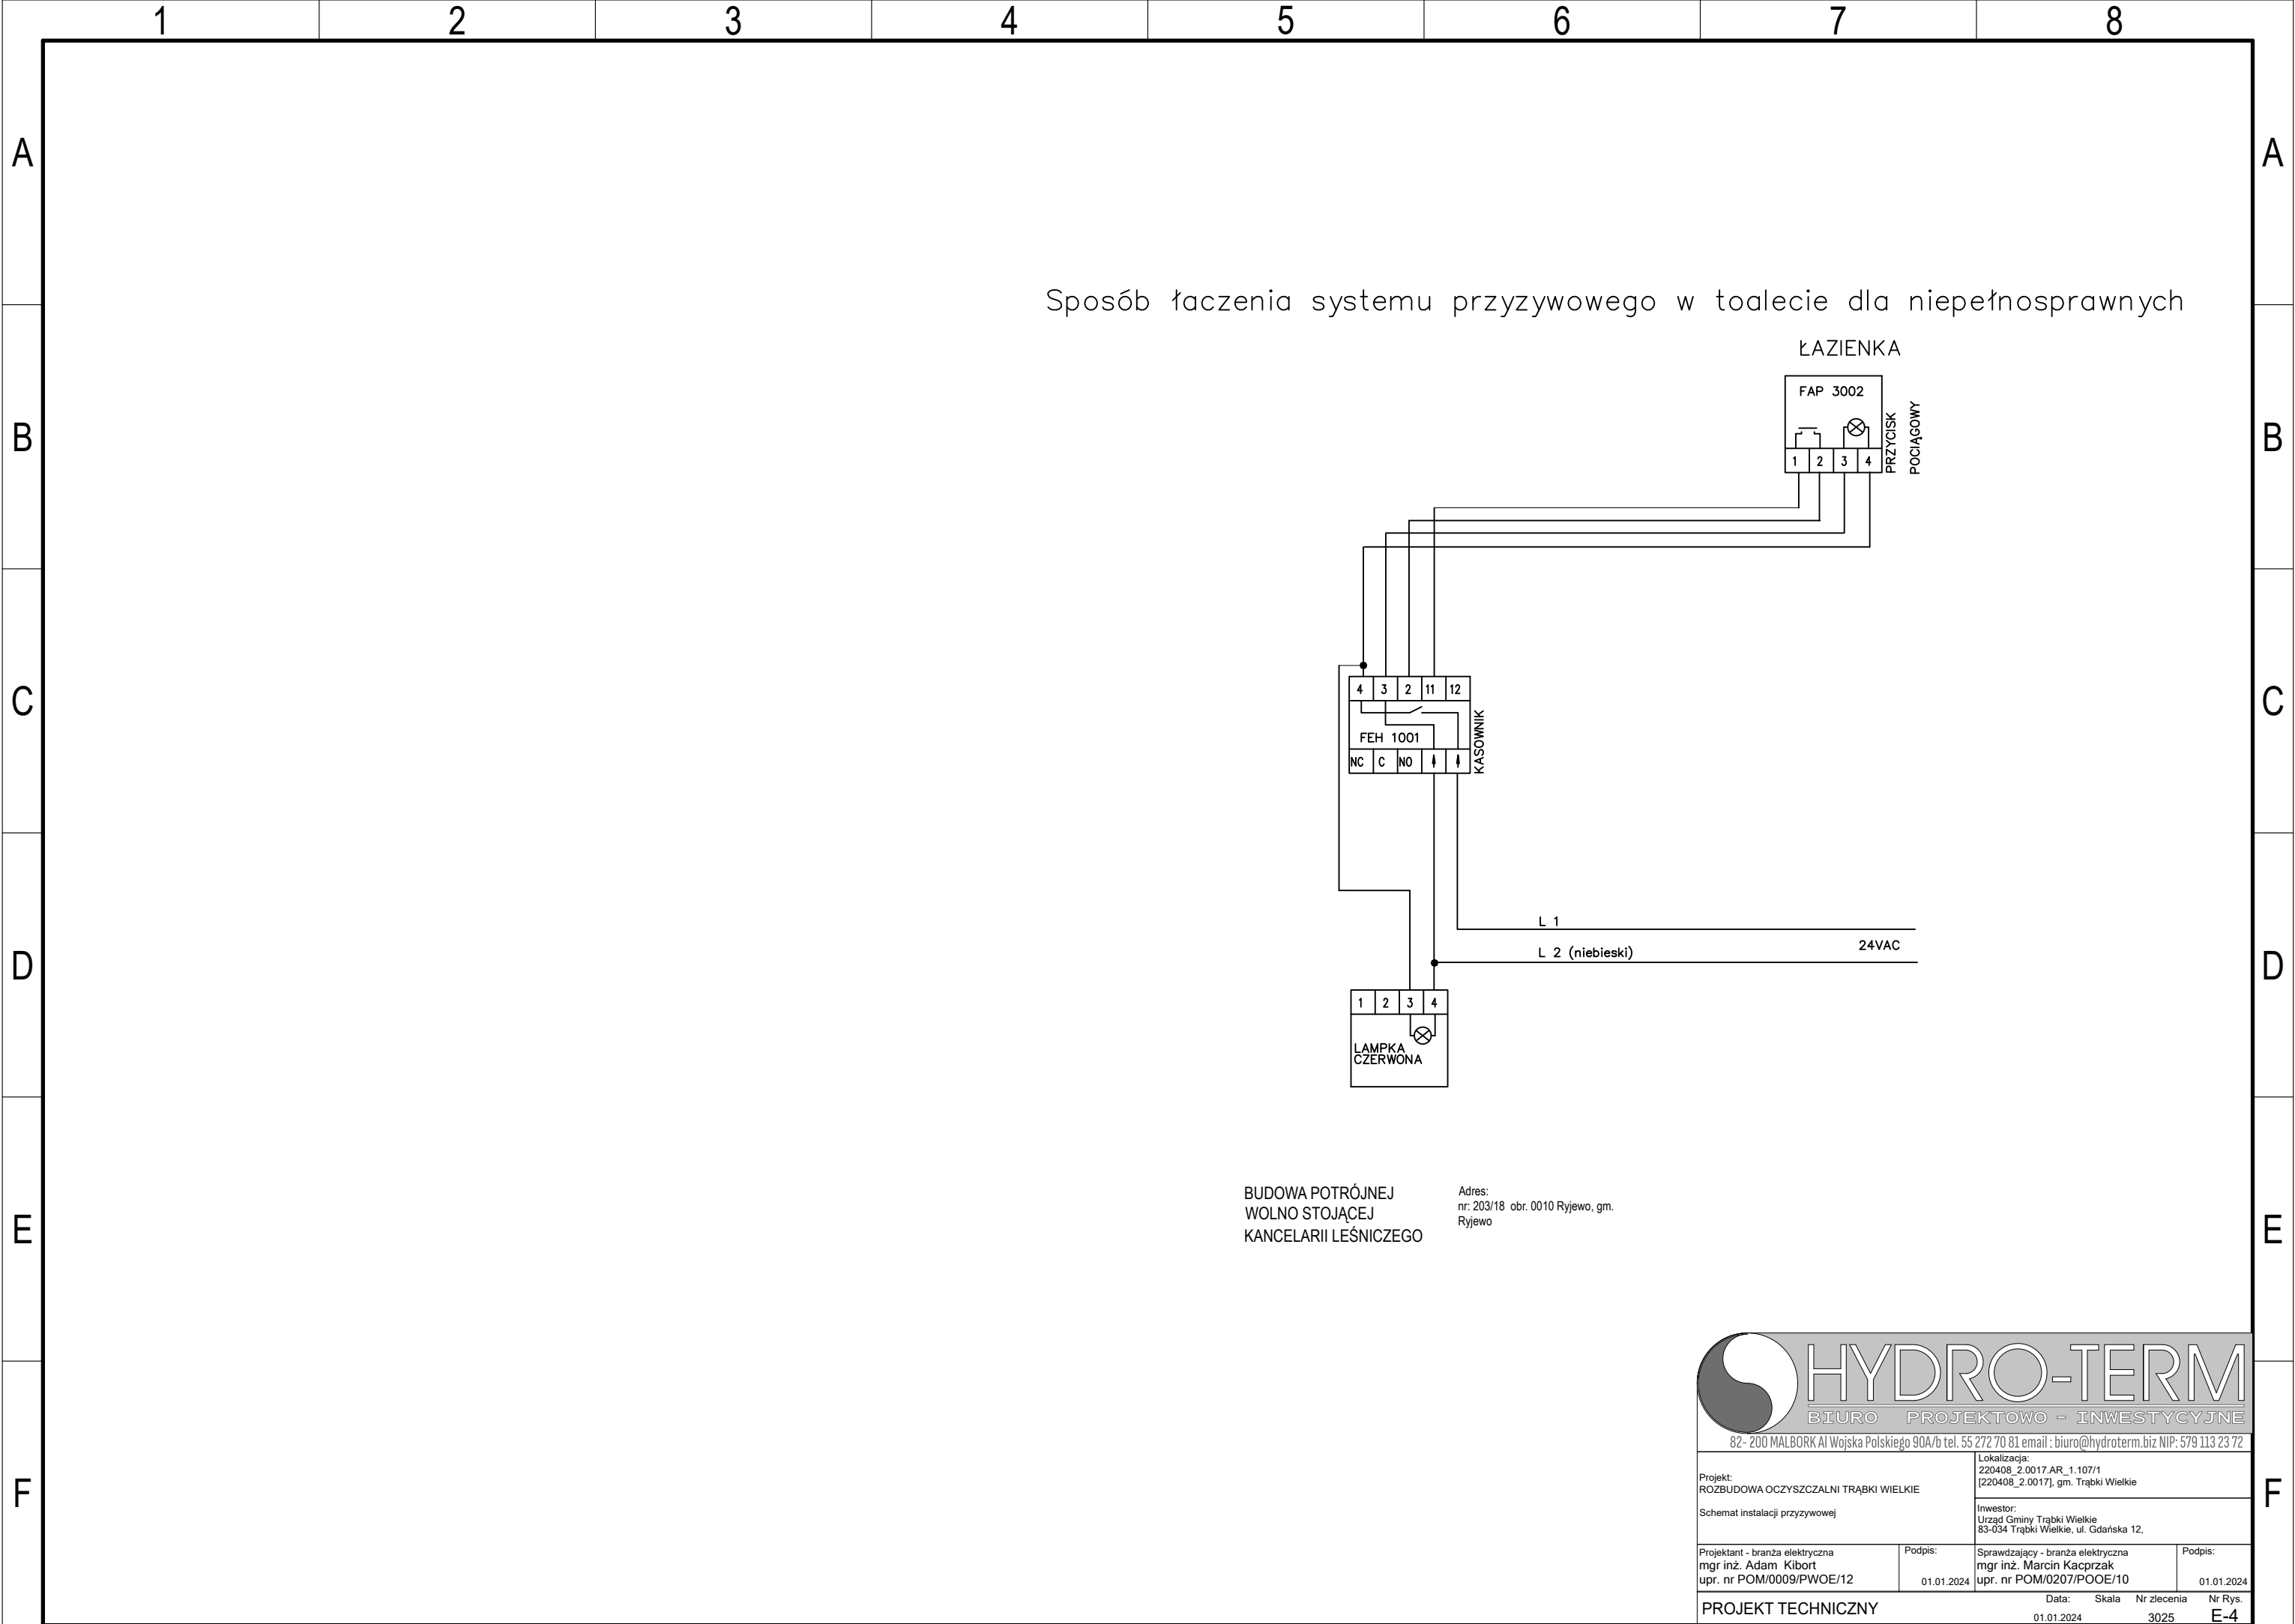 1 2 3 4 5 6 7 8
A A
Sposób łaczenia systemu przyzywowego w toalecie dla niepełnosprawnych
ŁAZIENKA
FAP 3002
PRZYCISK
POCIĄGOWY
B B
1 2 3 4
C C
4 3 2 11 12
FEH 1001
KASOWNIK
NC C NO
L 1
24VAC
L 2 (niebieski)
D D
1 2 3 4
LAMPKA
CZERWONA
BUDOWA POTRÓJNEJ
WOLNO STOJĄCEJ
KANCELARII LEŚNICZEGO
Adres:
nr: 203/18 obr. 0010 Ryjewo, gm.
Ryjewo
E E
HYDRO-TERM
BIURO PROJEKTOWO - INWESTYCYJNE
82- 200 MALBORK Al Wojska Polskiego 90A/b tel. 55 272 70 81 email : biuro@hydroterm.biz NIP: 579 113 23 72
F F
Projekt:
ROZBUDOWA OCZYSZCZALNI TRĄBKI WIELKIE
Schemat instalacji przyzywowej
Lokalizacja:
220408_2.0017.AR_1.107/1
[220408_2.0017], gm. Trąbki Wielkie
Inwestor:
Urząd Gminy Trąbki Wielkie
83-034 Trąbki Wielkie, ul. Gdańska 12,
Projektant - branża elektryczna
mgr inż. Adam Kibort
upr. nr POM/0009/PWOE/12
Podpis:
01.01.2024
Sprawdzający - branża elektryczna
mgr inż. Marcin Kacprzak
upr. nr POM/0207/POOE/10
Podpis:
01.01.2024
PROJEKT TECHNICZNY
Data: Skala Nr zlecenia Nr Rys.
01.01.2024 3025 E-4